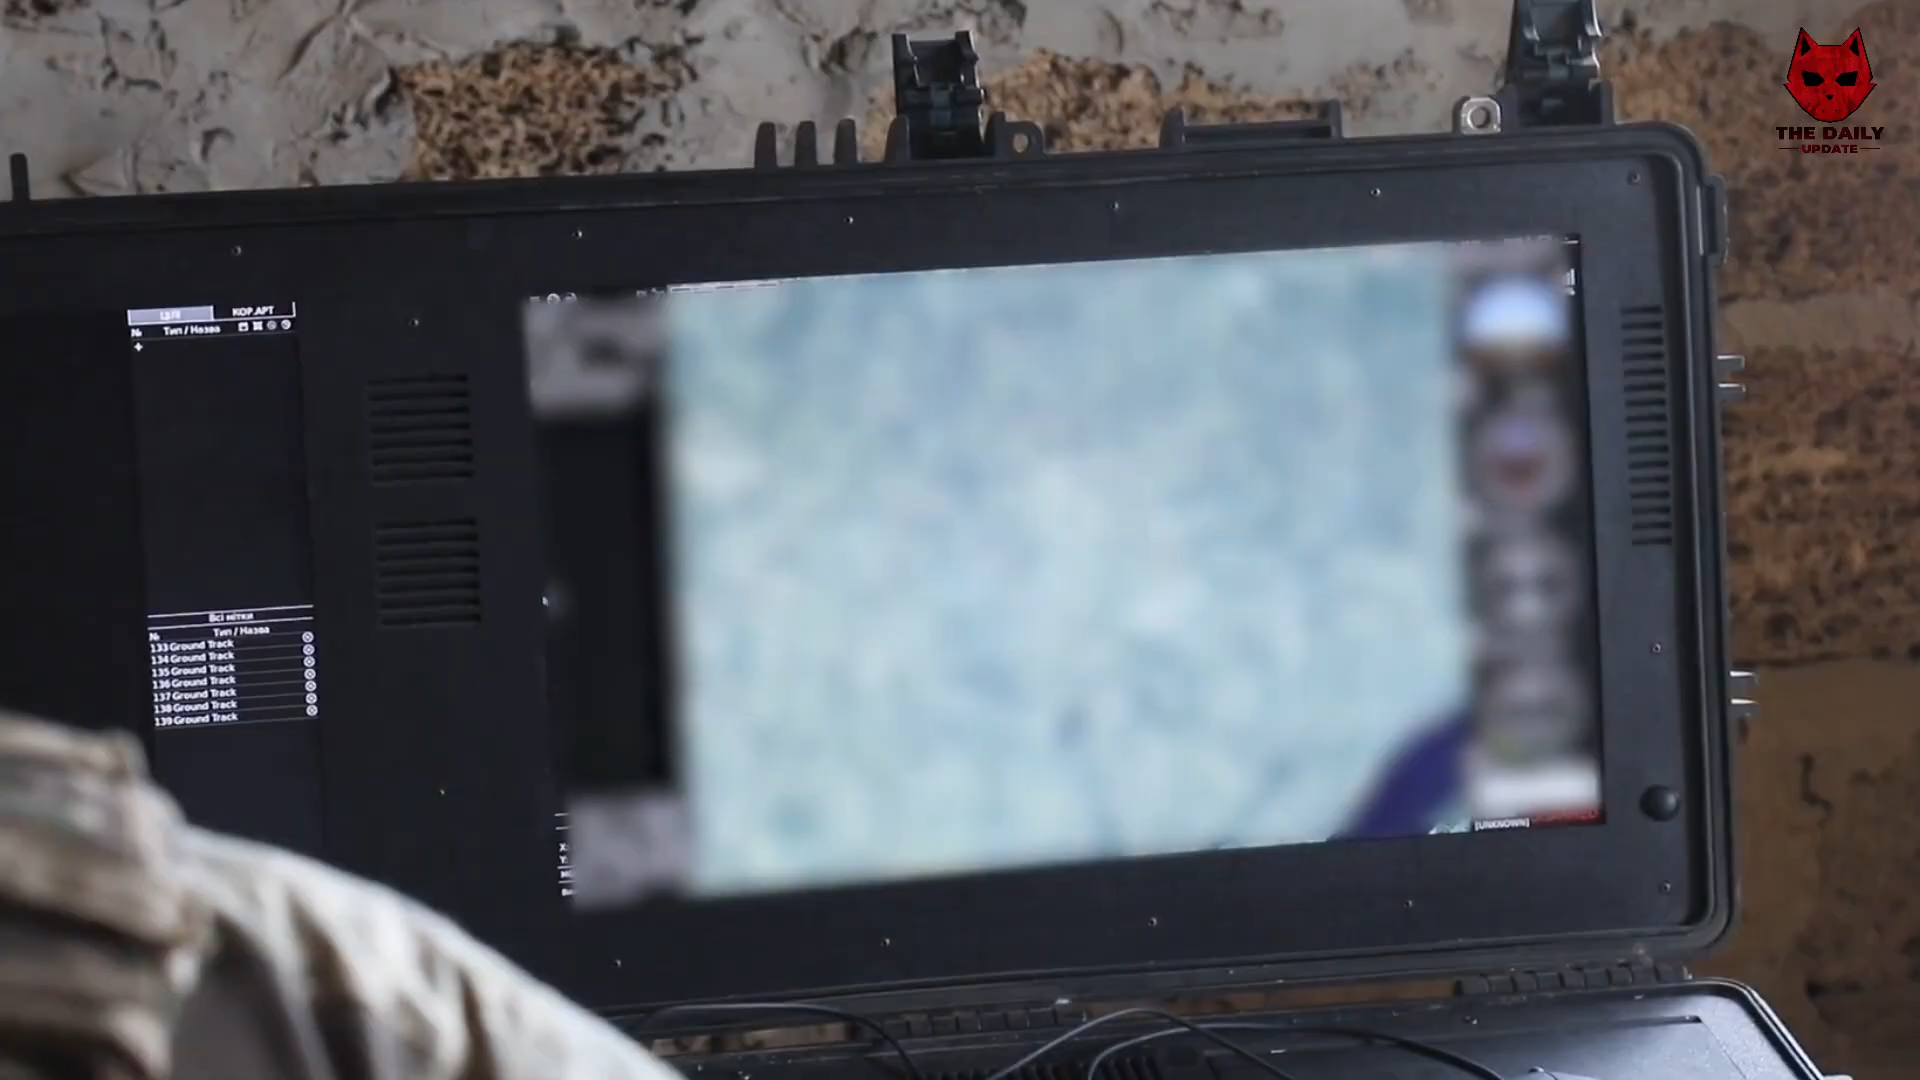 THE DAILY
UPDATE
ЦІЛІ КОР.АРТ
№ Тип / Назва
Всі мітки
№ Тип / Назва
133 Ground Track
134 Ground Track
135 Ground Track
136 Ground Track
137 Ground Track
138 Ground Track
139 Ground Track
X:
Y:
[UNKNOWN]